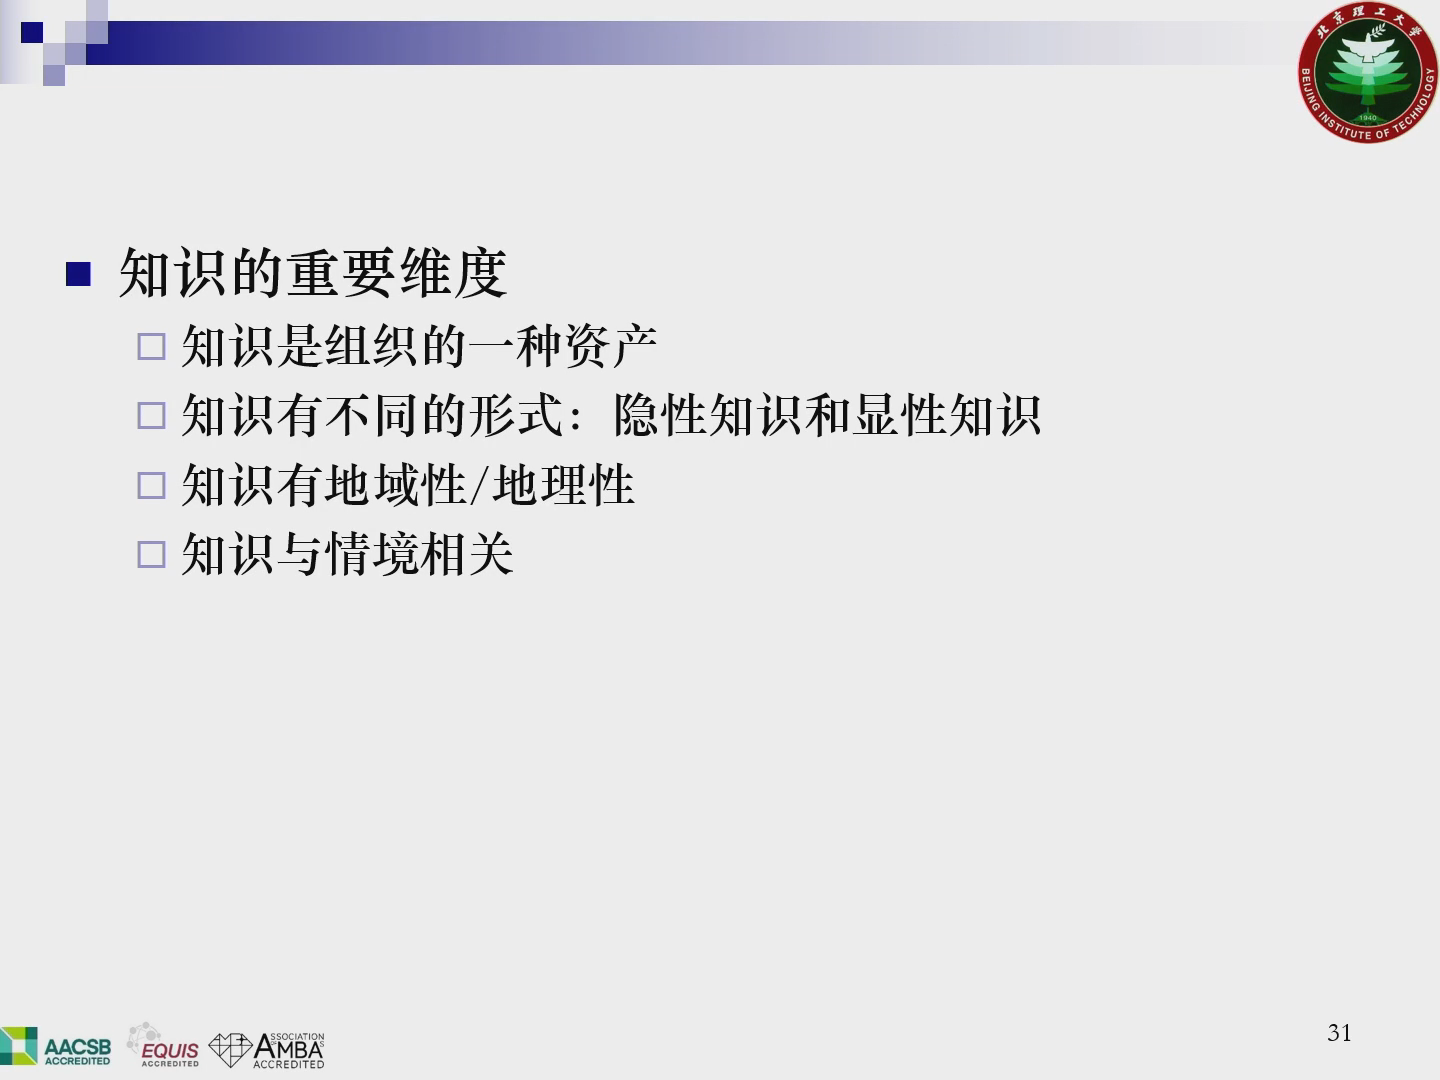 北京理工大学
BEIJING INSTITUTE OF TECHNOLOGY
1940
知识的重要维度
知识是组织的一种资产
知识有不同的形式：隐性知识和显性知识
知识有地域性/地理性
知识与情境相关
AACSB
ACCREDITED
EQUIS
ACCREDITED
ASSOCIATION
OF
AMBAs
ACCREDITED
31